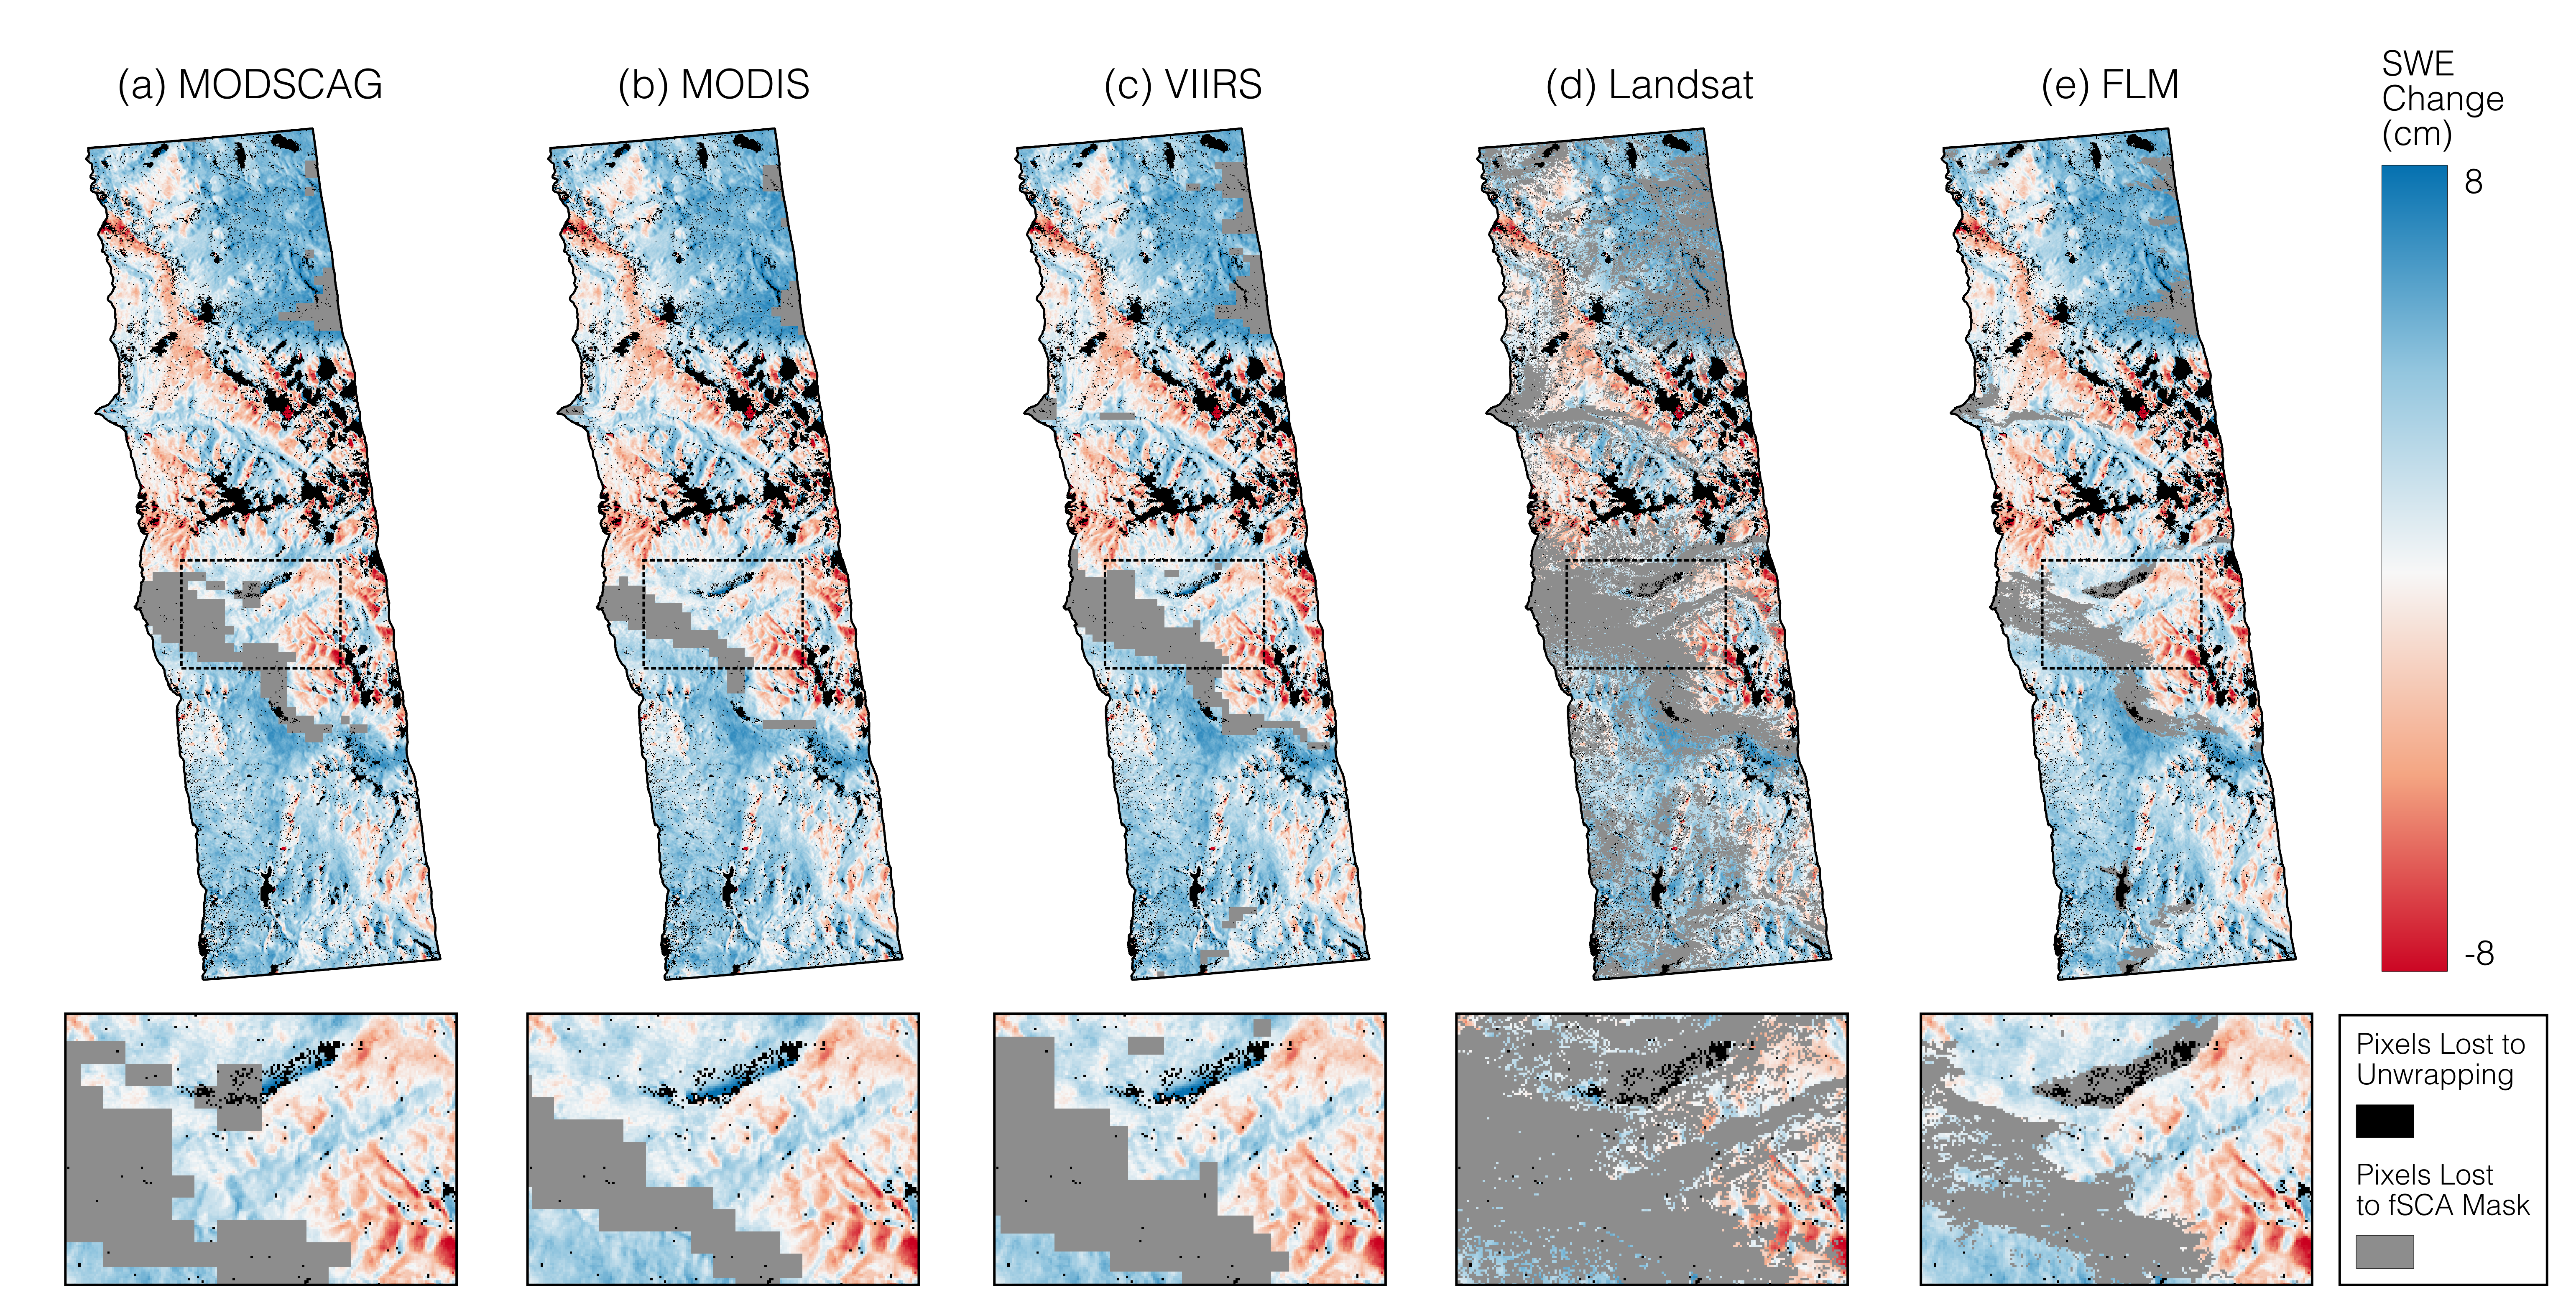 (a) MODSCAG
(b) MODIS
(c) VIIRS
(d) Landsat
(e) FLM
SWE
Change
(cm)
8
-8
Pixels Lost to
Unwrapping
Pixels Lost
to fSCA Mask